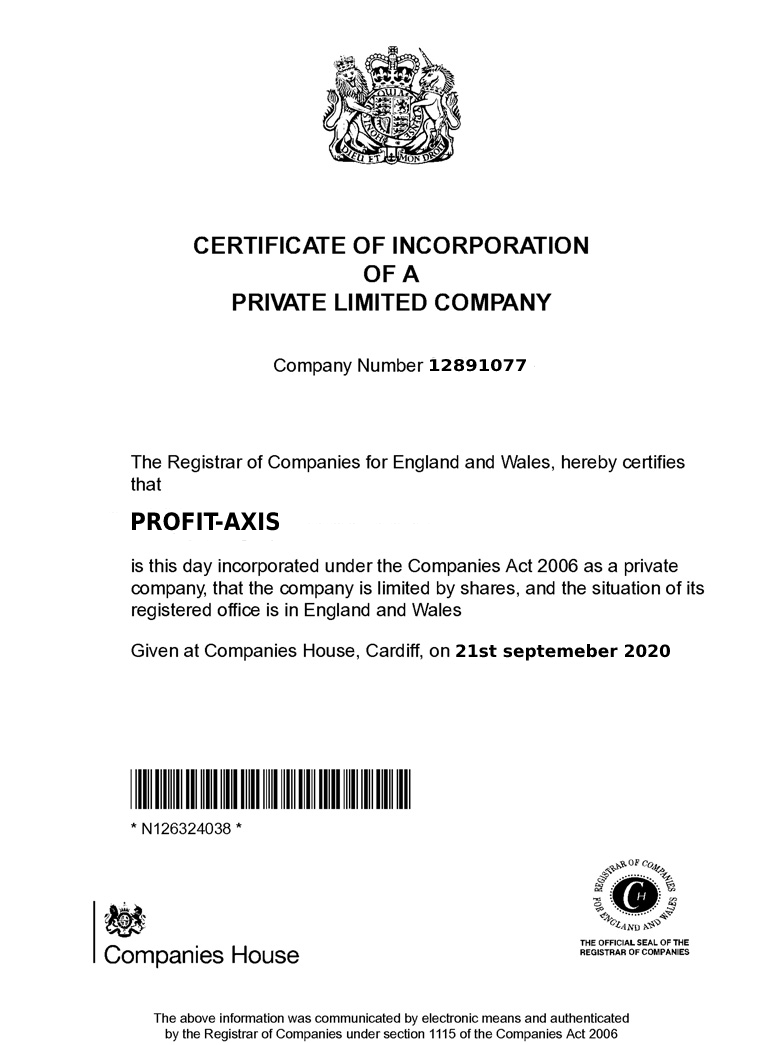 DIEU ET MON DROIT
CERTIFICATE OF INCORPORATION
OF A
PRIVATE LIMITED COMPANY
Company Number 12891077
The Registrar of Companies for England and Wales, hereby certifies
that
PROFIT-AXIS
is this day incorporated under the Companies Act 2006 as a private
company, that the company is limited by shares, and the situation of its
registered office is in England and Wales
Given at Companies House, Cardiff, on 21st septemeber 2020
* N126324038 *
REGISTRAR OF COMPANIES
FOR ENGLAND AND WALES
CH
THE OFFICIAL SEAL OF THE
REGISTRAR OF COMPANIES
Companies House
The above information was communicated by electronic means and authenticated
by the Registrar of Companies under section 1115 of the Companies Act 2006